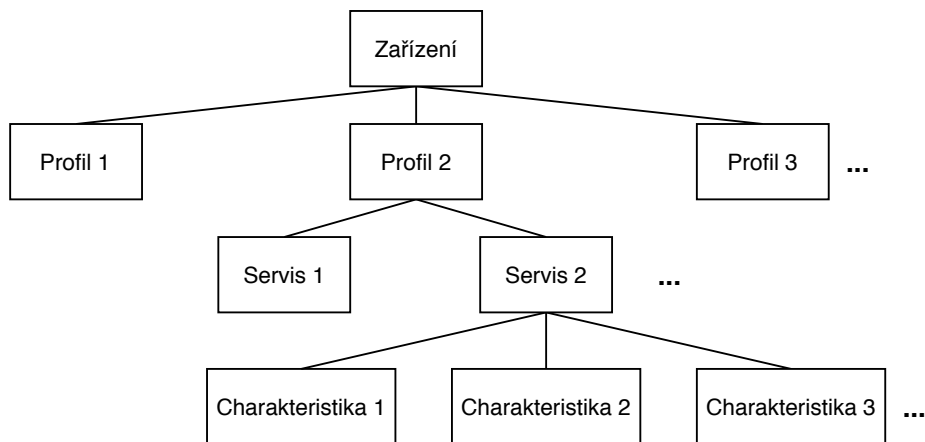 Zařízení
Profil 1
Profil 2
Profil 3
...
Servis 1
Servis 2
...
Charakteristika 1
Charakteristika 2
Charakteristika 3
...